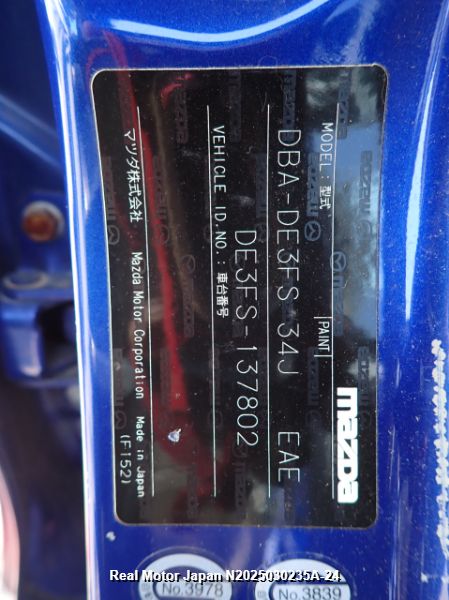 mazda
MODEL:型式 PAINT
DBA-DE3FS 34J EAE
VEHICLE ID.NO.:車台番号
DE3FS-137802
マツダ株式会社 Mazda Motor Corporation Made in Japan
(F152)
No.3978 No.3839
Real Motor Japan N2025030235A-24